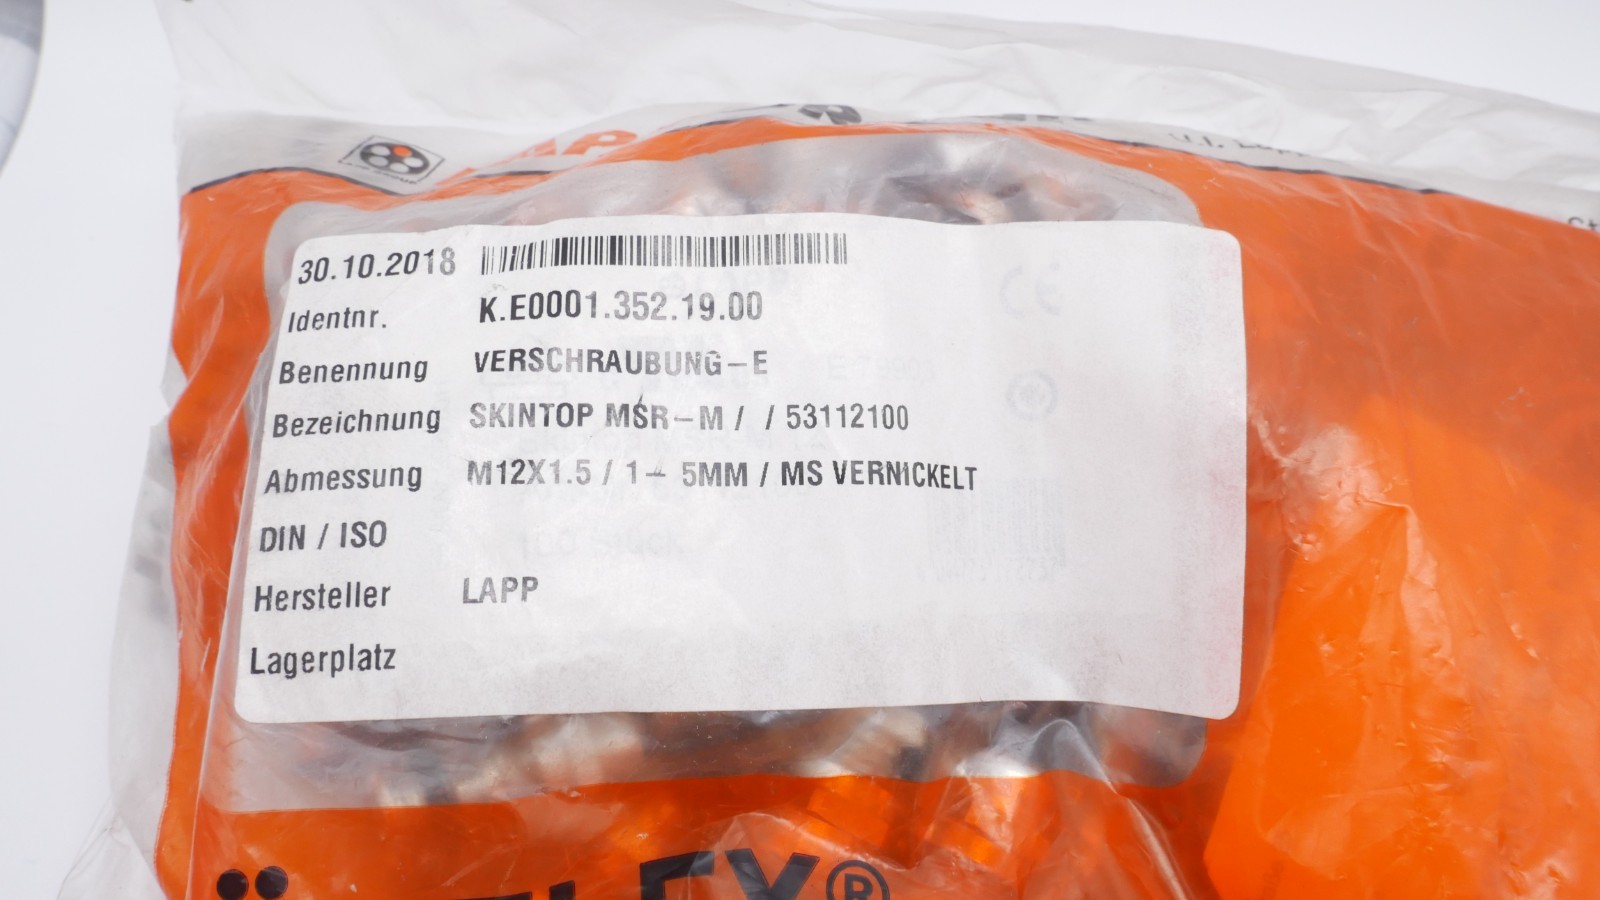 30.10.2018
Identnr. K.E0001.352.19.00
Benennung VERSCHRAUBUNG-E
Bezeichnung SKINTOP MSR-M / / 53112100
Abmessung M12X1.5 / 1- 5MM / MS VERNICKELT
DIN / ISO
Hersteller LAPP
Lagerplatz